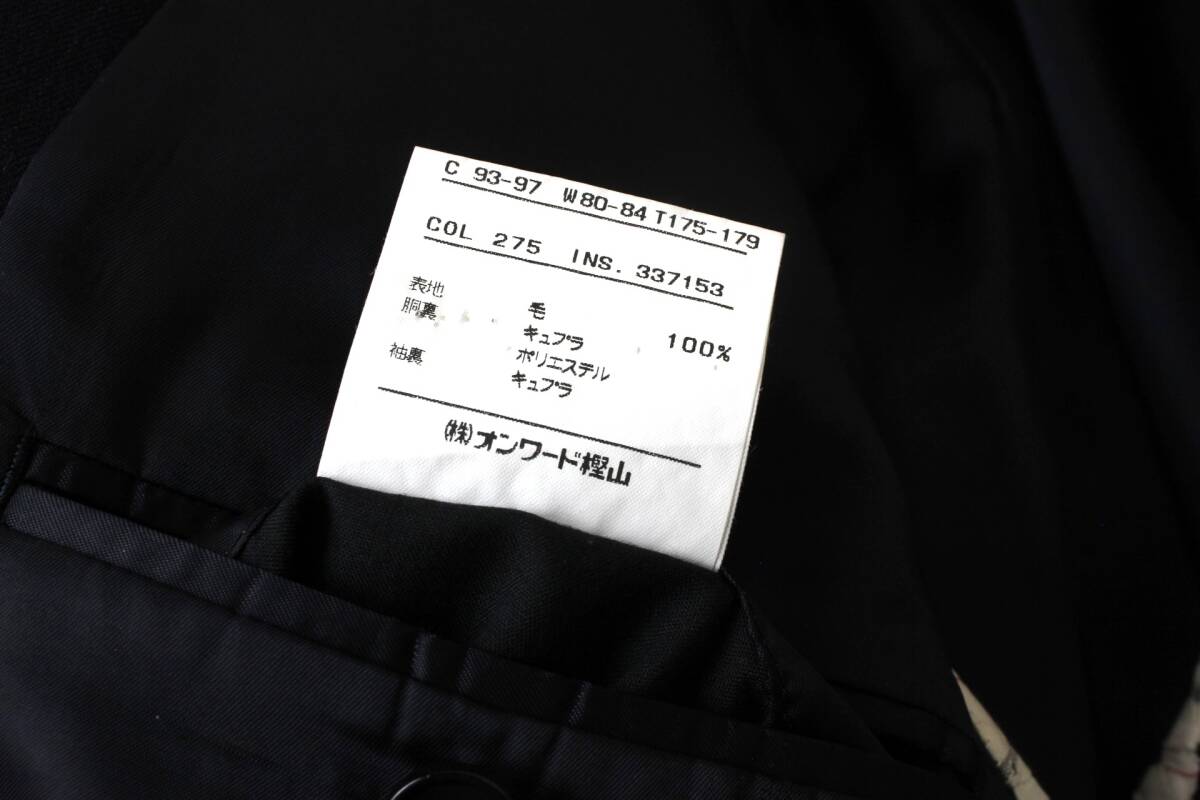 C 93-97 W80-84 T175-179
COL 275 INS. 337153
表地 毛 100%
胴裏 キュプラ
ポリエステル
袖裏 キュプラ
(株)オンワード樫山